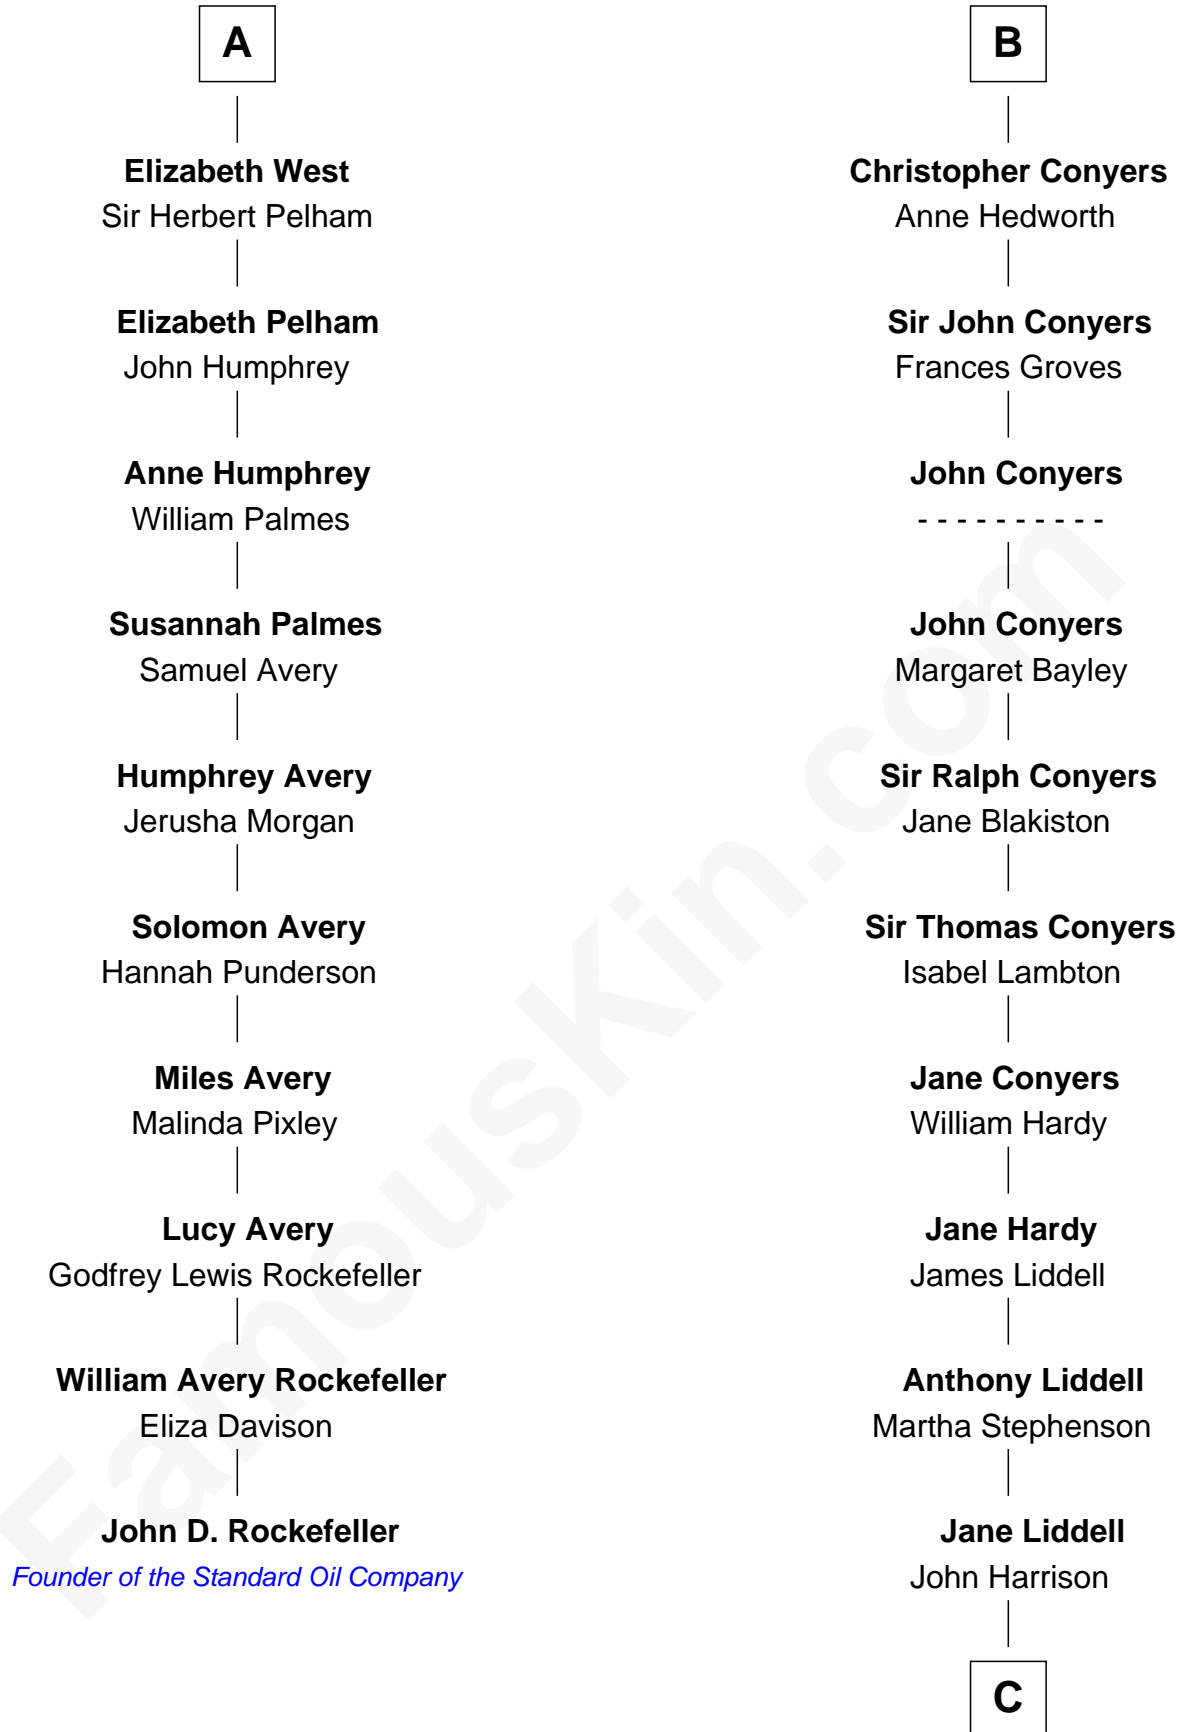 A
Elizabeth West
Sir Herbert Pelham
Elizabeth Pelham
John Humphrey
Anne Humphrey
William Palmes
Susannah Palmes
Samuel Avery
Humphrey Avery
Jerusha Morgan
Solomon Avery
Hannah Punderson
Miles Avery
Malinda Pixley
Lucy Avery
Godfrey Lewis Rockefeller
William Avery Rockefeller
Eliza Davison
John D. Rockefeller
Founder of the Standard Oil Company
B
Christopher Conyers
Anne Hedworth
Sir John Conyers
Frances Groves
John Conyers
- - - - - - - - - -
John Conyers
Margaret Bayley
Sir Ralph Conyers
Jane Blakiston
Sir Thomas Conyers
Isabel Lambton
Jane Conyers
William Hardy
Jane Hardy
James Liddell
Anthony Liddell
Martha Stephenson
Jane Liddell
John Harrison
C
FamousKin.com